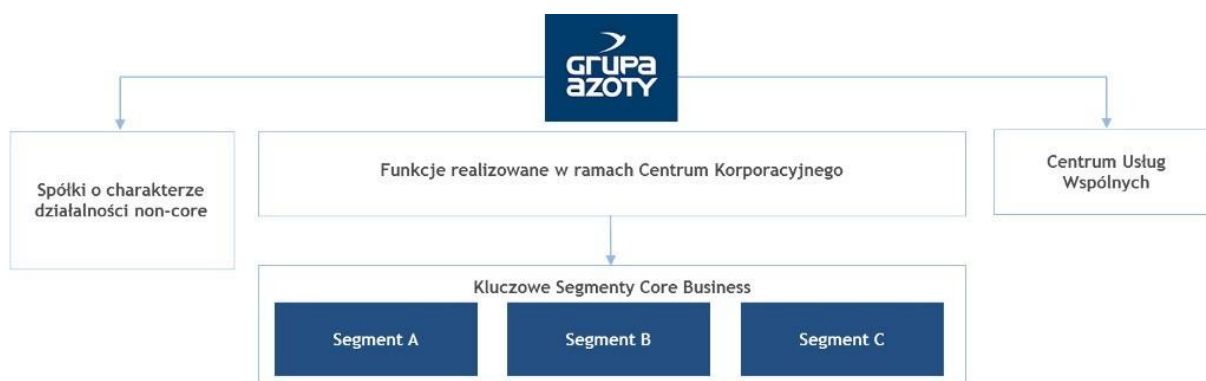 GRUPA
AZOTY
Spółki o charakterze
działalności non-core
Funkcje realizowane w ramach Centrum Korporacyjnego
Centrum Usług
Wspólnych
Kluczowe Segmenty Core Business
Segment A
Segment B
Segment C